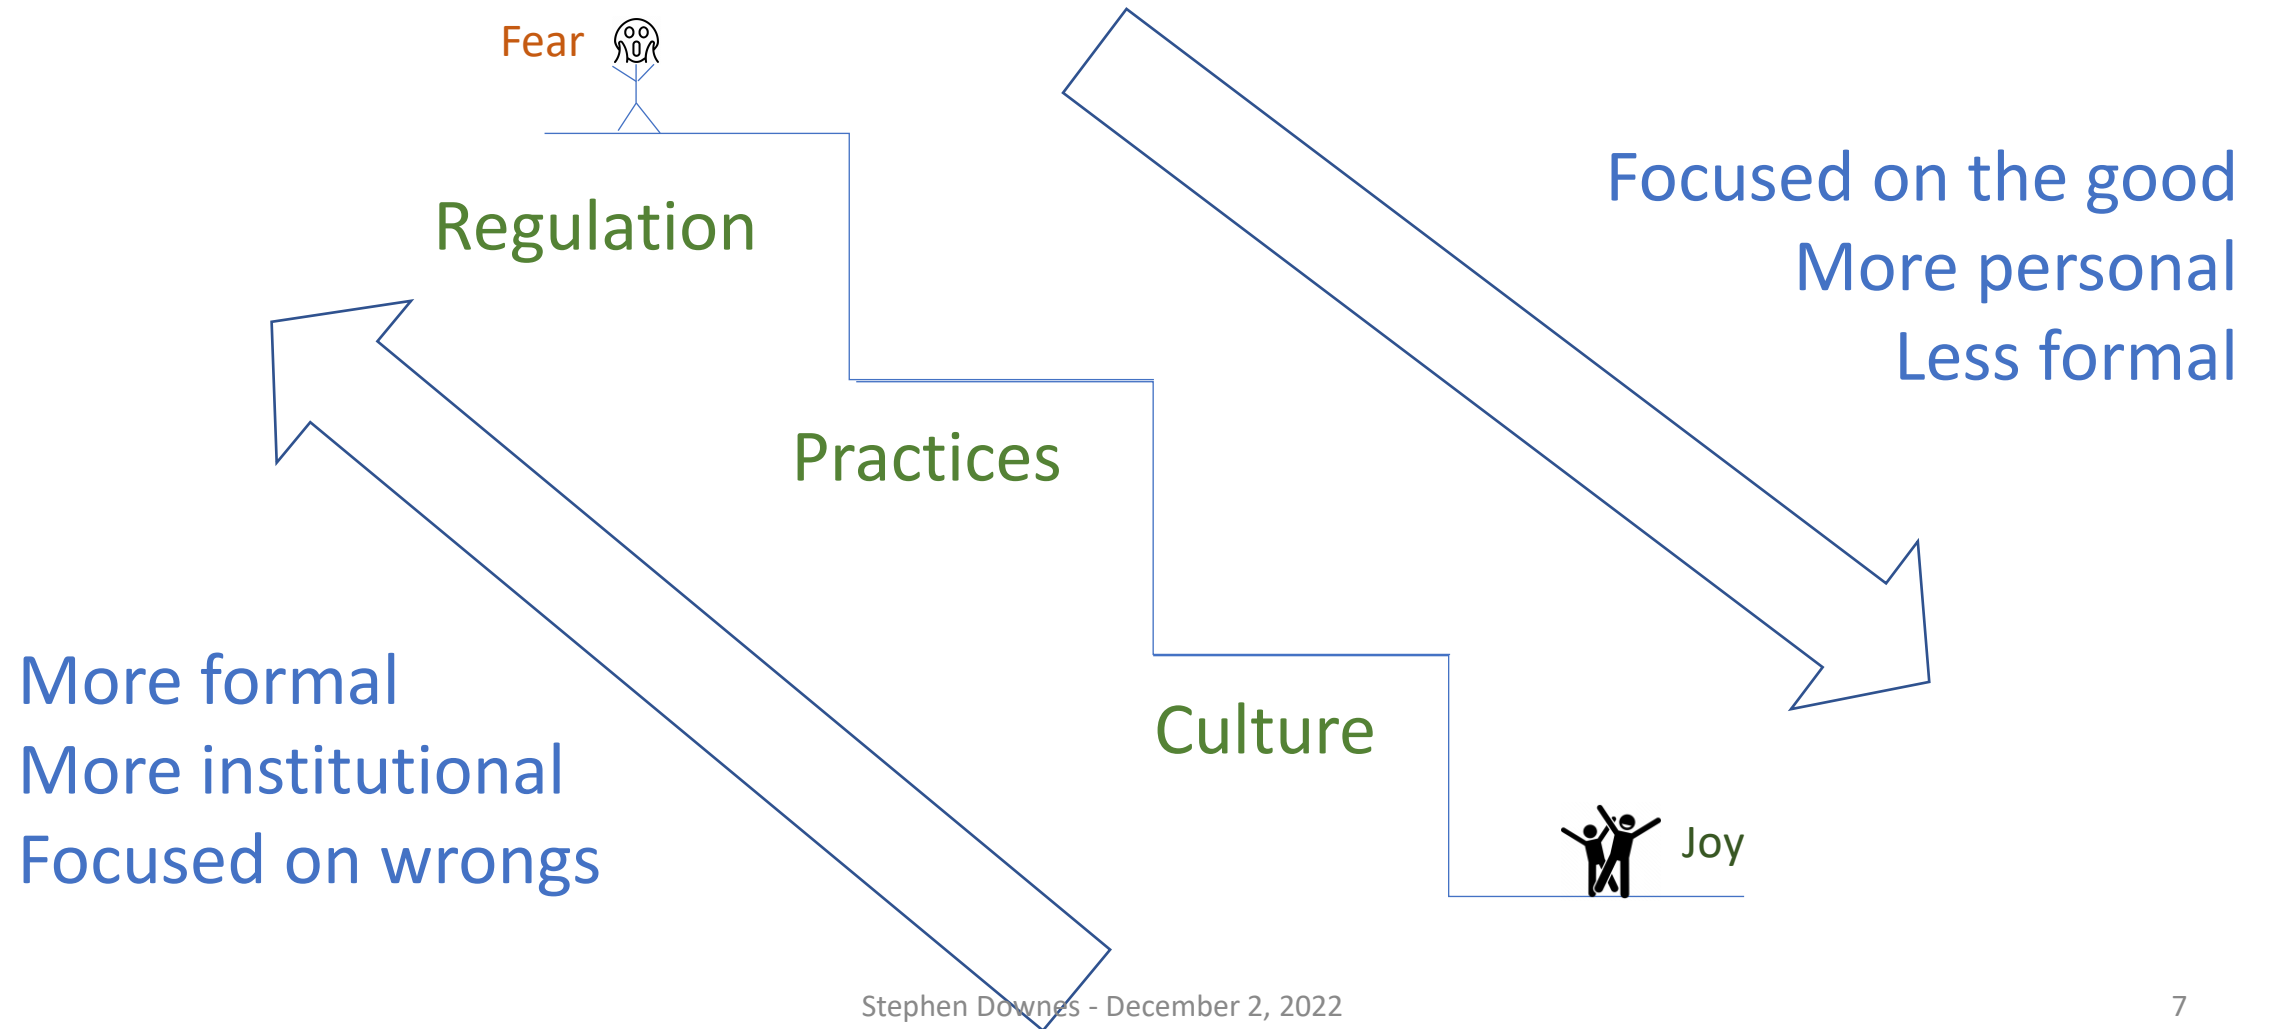 Fear
Regulation
Focused on the good
More personal
Less formal
Practices
More formal
More institutional
Focused on wrongs
Culture
Joy
Stephen Downes - December 2, 2022
7